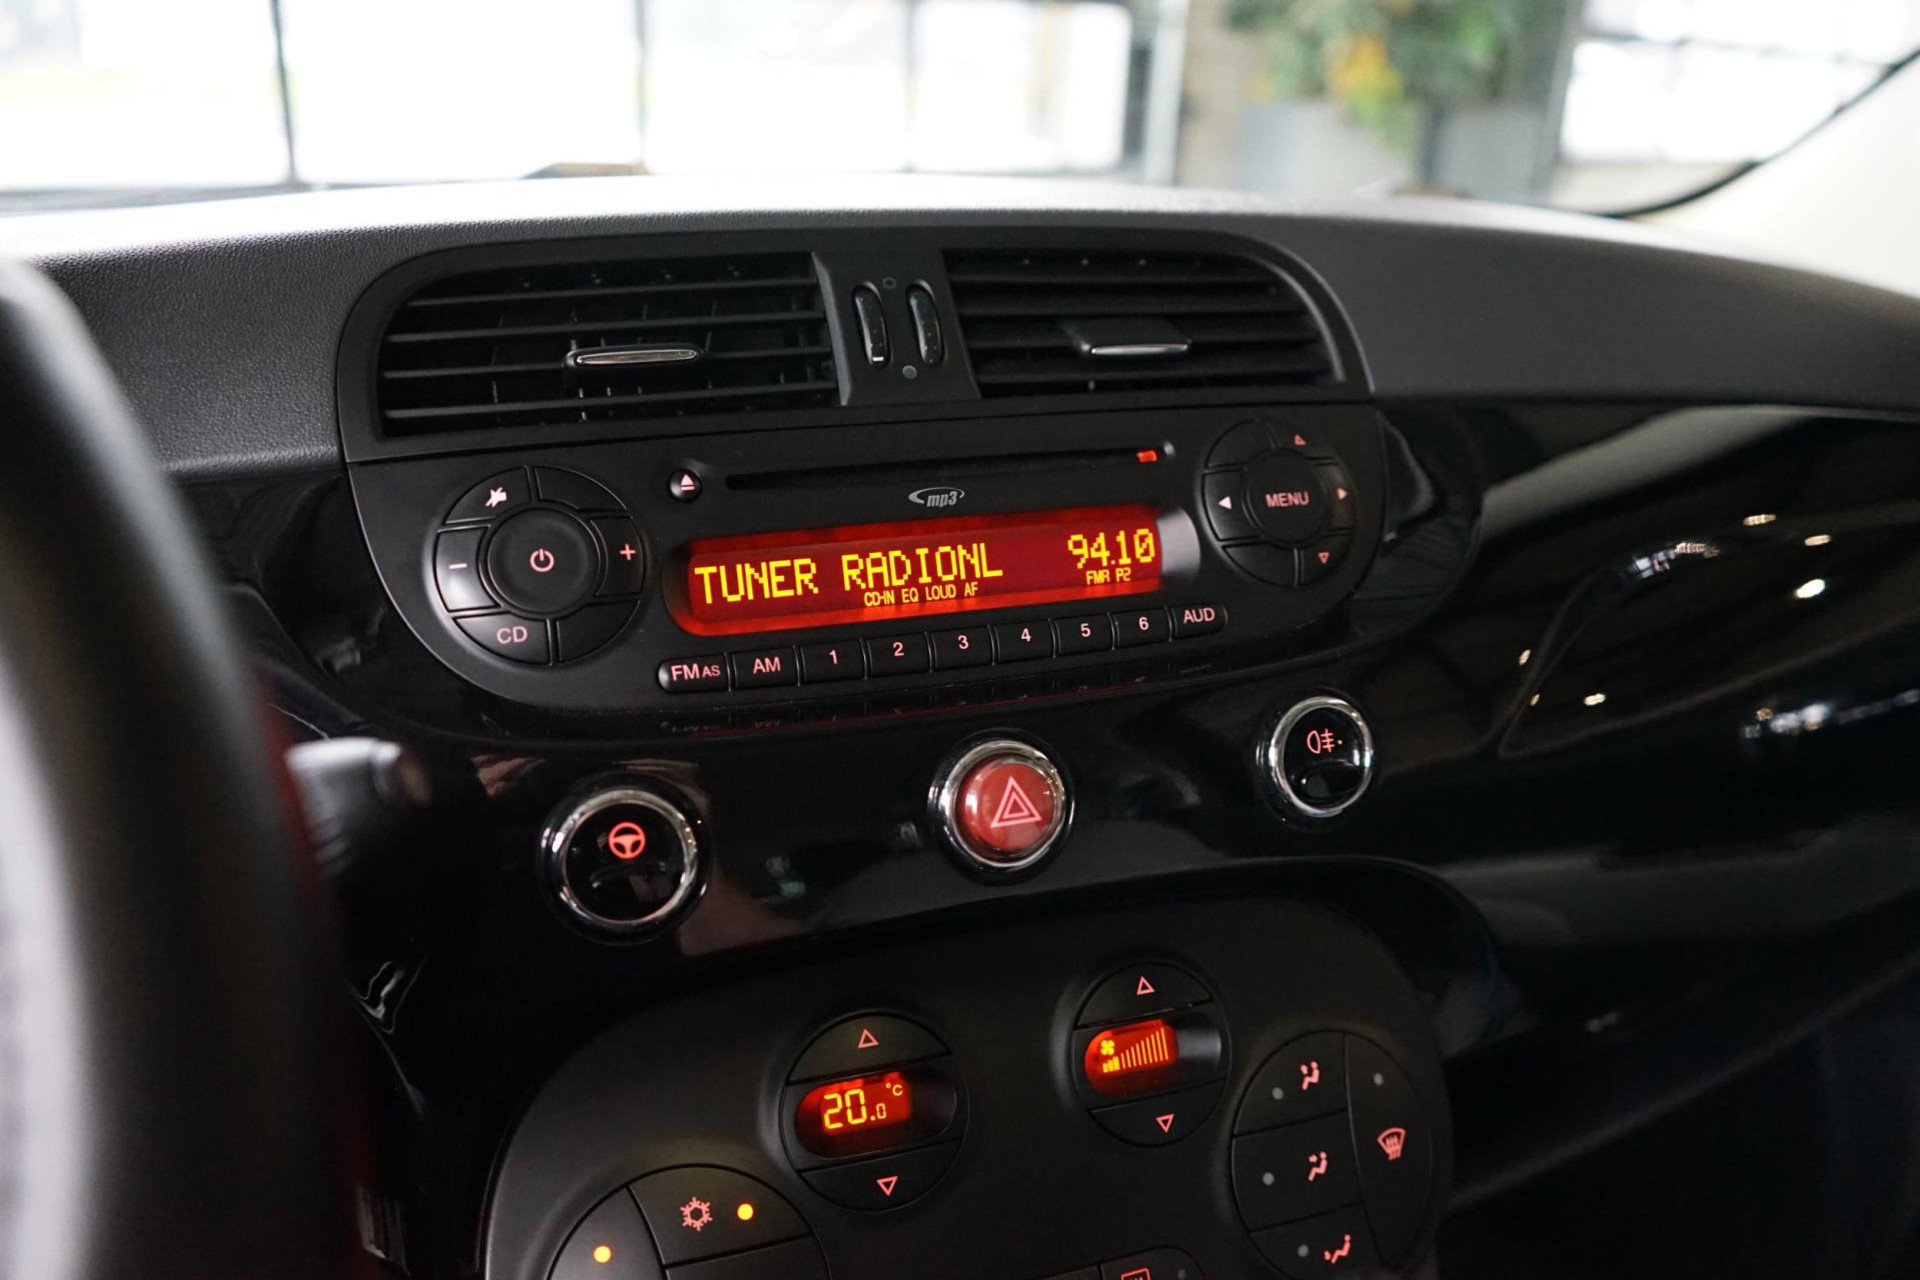 mp3
TUNER RADIONL 94.10
CD-IN EQ LOUD AF FMA P2
MENU
CD
FM AS AM 1 2 3 4 5 6 AUD
20.0 °C